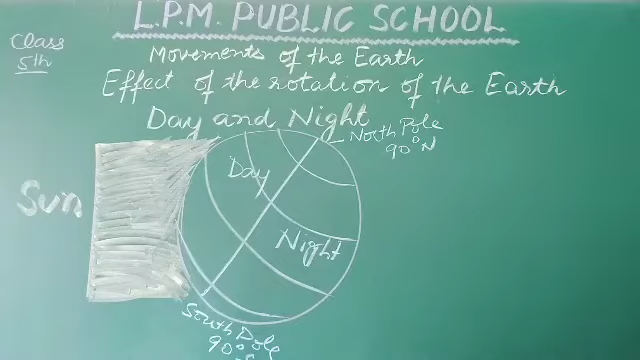 L.P.M. PUBLIC SCHOOL
Class
5th
Movements of the Earth
Effect of the rotation of the Earth
Day and Night
North Pole
90° N
Day
Sun
Night
South Pole
90°